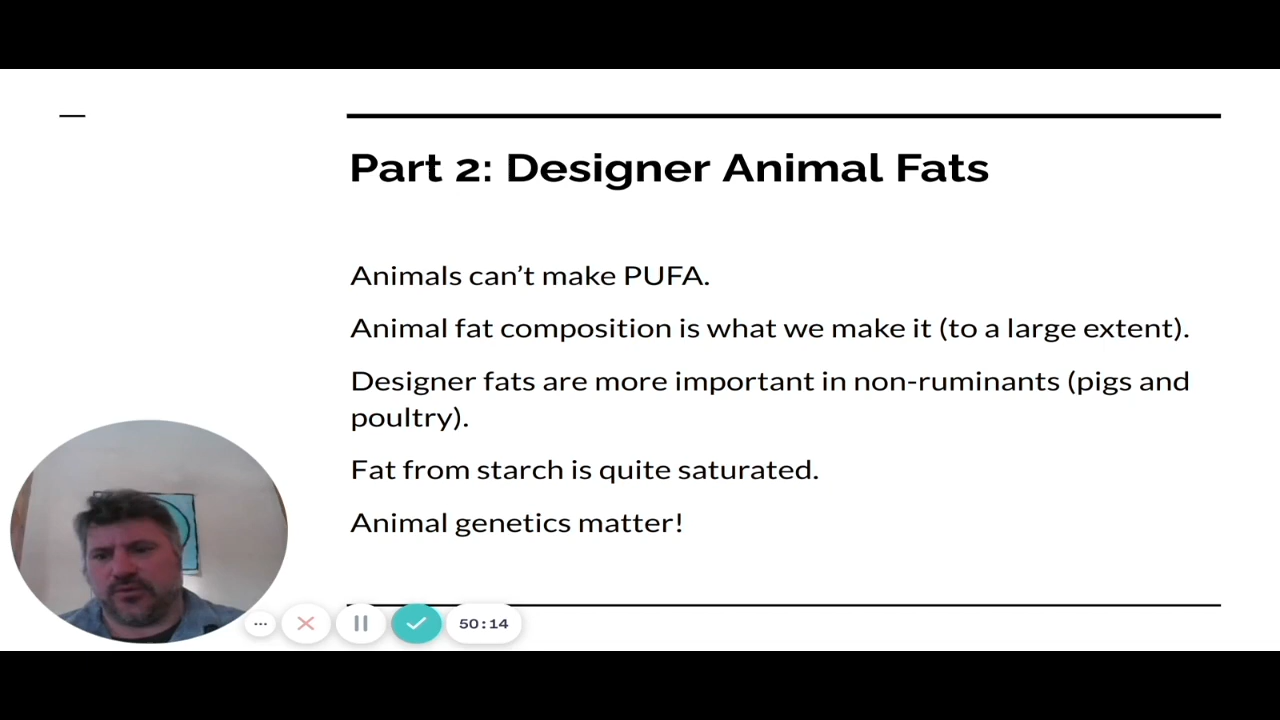 Part 2: Designer Animal Fats
Animals can’t make PUFA.
Animal fat composition is what we make it (to a large extent).
Designer fats are more important in non-ruminants (pigs and
poultry).
Fat from starch is quite saturated.
Animal genetics matter!
50:14